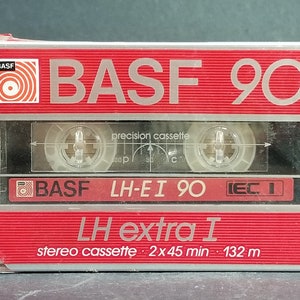 BASF
BASF 90
precision cassette
BASF LH-E I 90 IEC I
LH extra I
stereo cassette · 2 x 45 min · 132 m